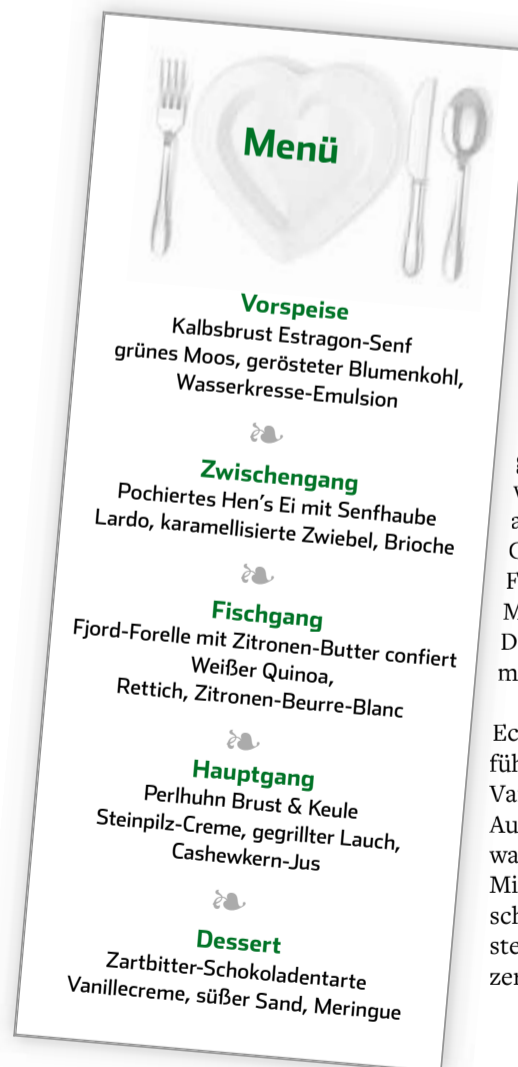 Menü
Vorspeise
Kalbsbrust Estragon-Senf
grünes Moos, gerösteter Blumenkohl,
Wasserkresse-Emulsion
Zwischengang
Pochiertes Hen's Ei mit Senfhaube
Lardo, karamellisierte Zwiebel, Brioche
Fischgang
Fjord-Forelle mit Zitronen-Butter confiert
Weißer Quinoa,
Rettich, Zitronen-Beurre-Blanc
Hauptgang
Perlhuhn Brust & Keule
Steinpilz-Creme, gegrillter Lauch,
Cashewkern-Jus
Dessert
Zartbitter-Schokoladentarte
Vanillecreme, süßer Sand, Meringue